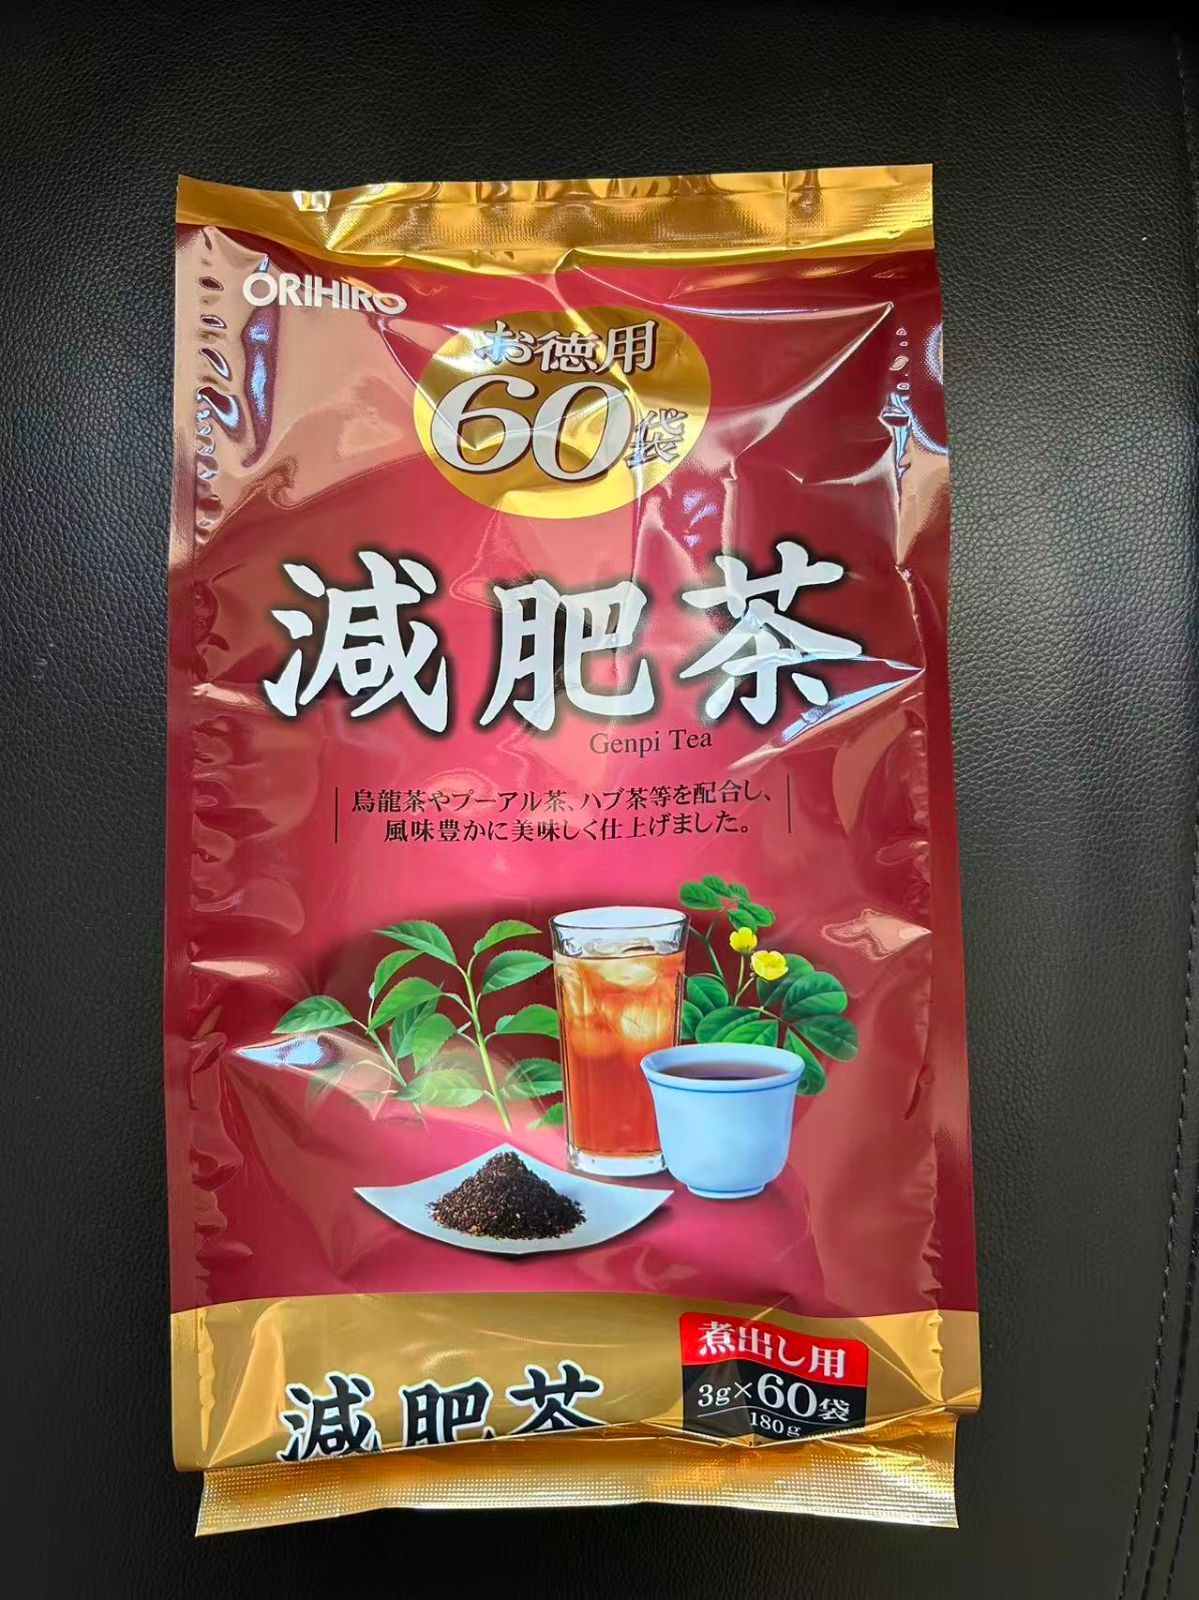 ORIHIRO
お徳用
60袋
減肥茶
Genpi Tea
烏龍茶やプーアル茶、ハブ茶等を配合し、
風味豊かに美味しく仕上げました。
煮出し用
3g×60袋
180g
減肥茶